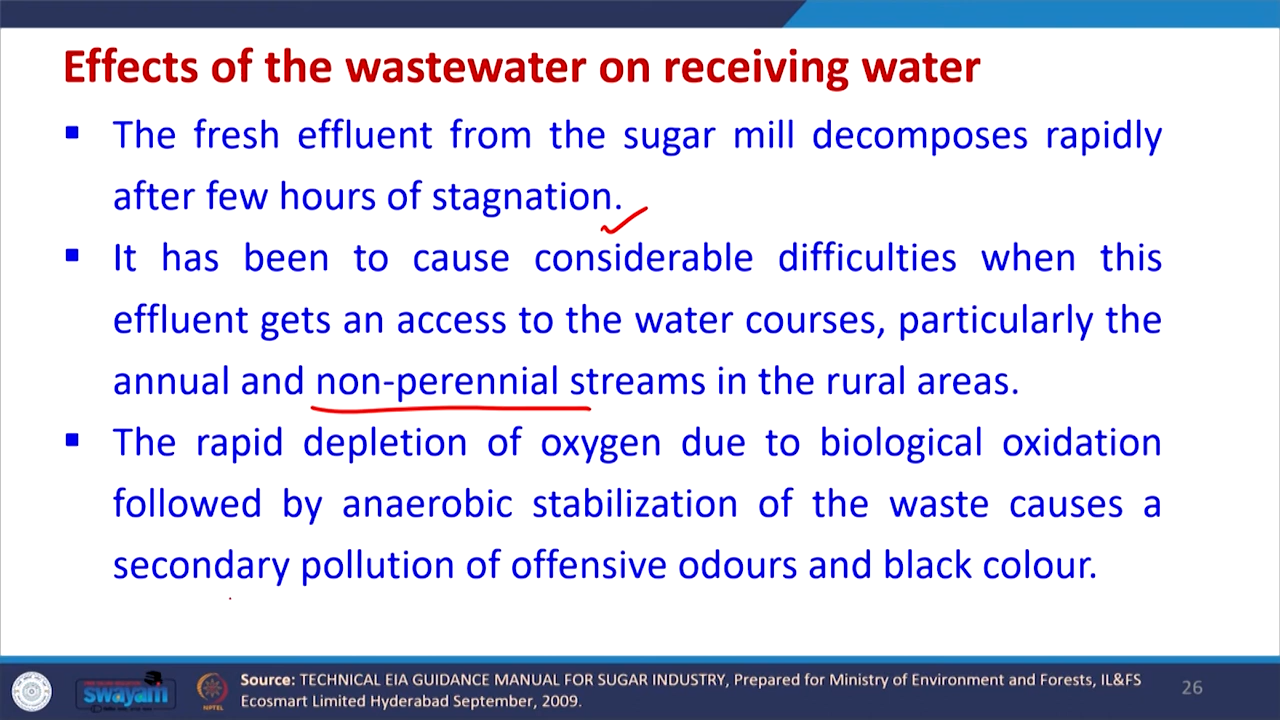 Effects of the wastewater on receiving water
▪ The fresh effluent from the sugar mill decomposes rapidly
after few hours of stagnation.
▪ It has been to cause considerable difficulties when this
effluent gets an access to the water courses, particularly the
annual and non-perennial streams in the rural areas.
▪ The rapid depletion of oxygen due to biological oxidation
followed by anaerobic stabilization of the waste causes a
secondary pollution of offensive odours and black colour.
swayam
NPTEL
Source: TECHNICAL EIA GUIDANCE MANUAL FOR SUGAR INDUSTRY, Prepared for Ministry of Environment and Forests, IL&FS
Ecosmart Limited Hyderabad September, 2009.
26